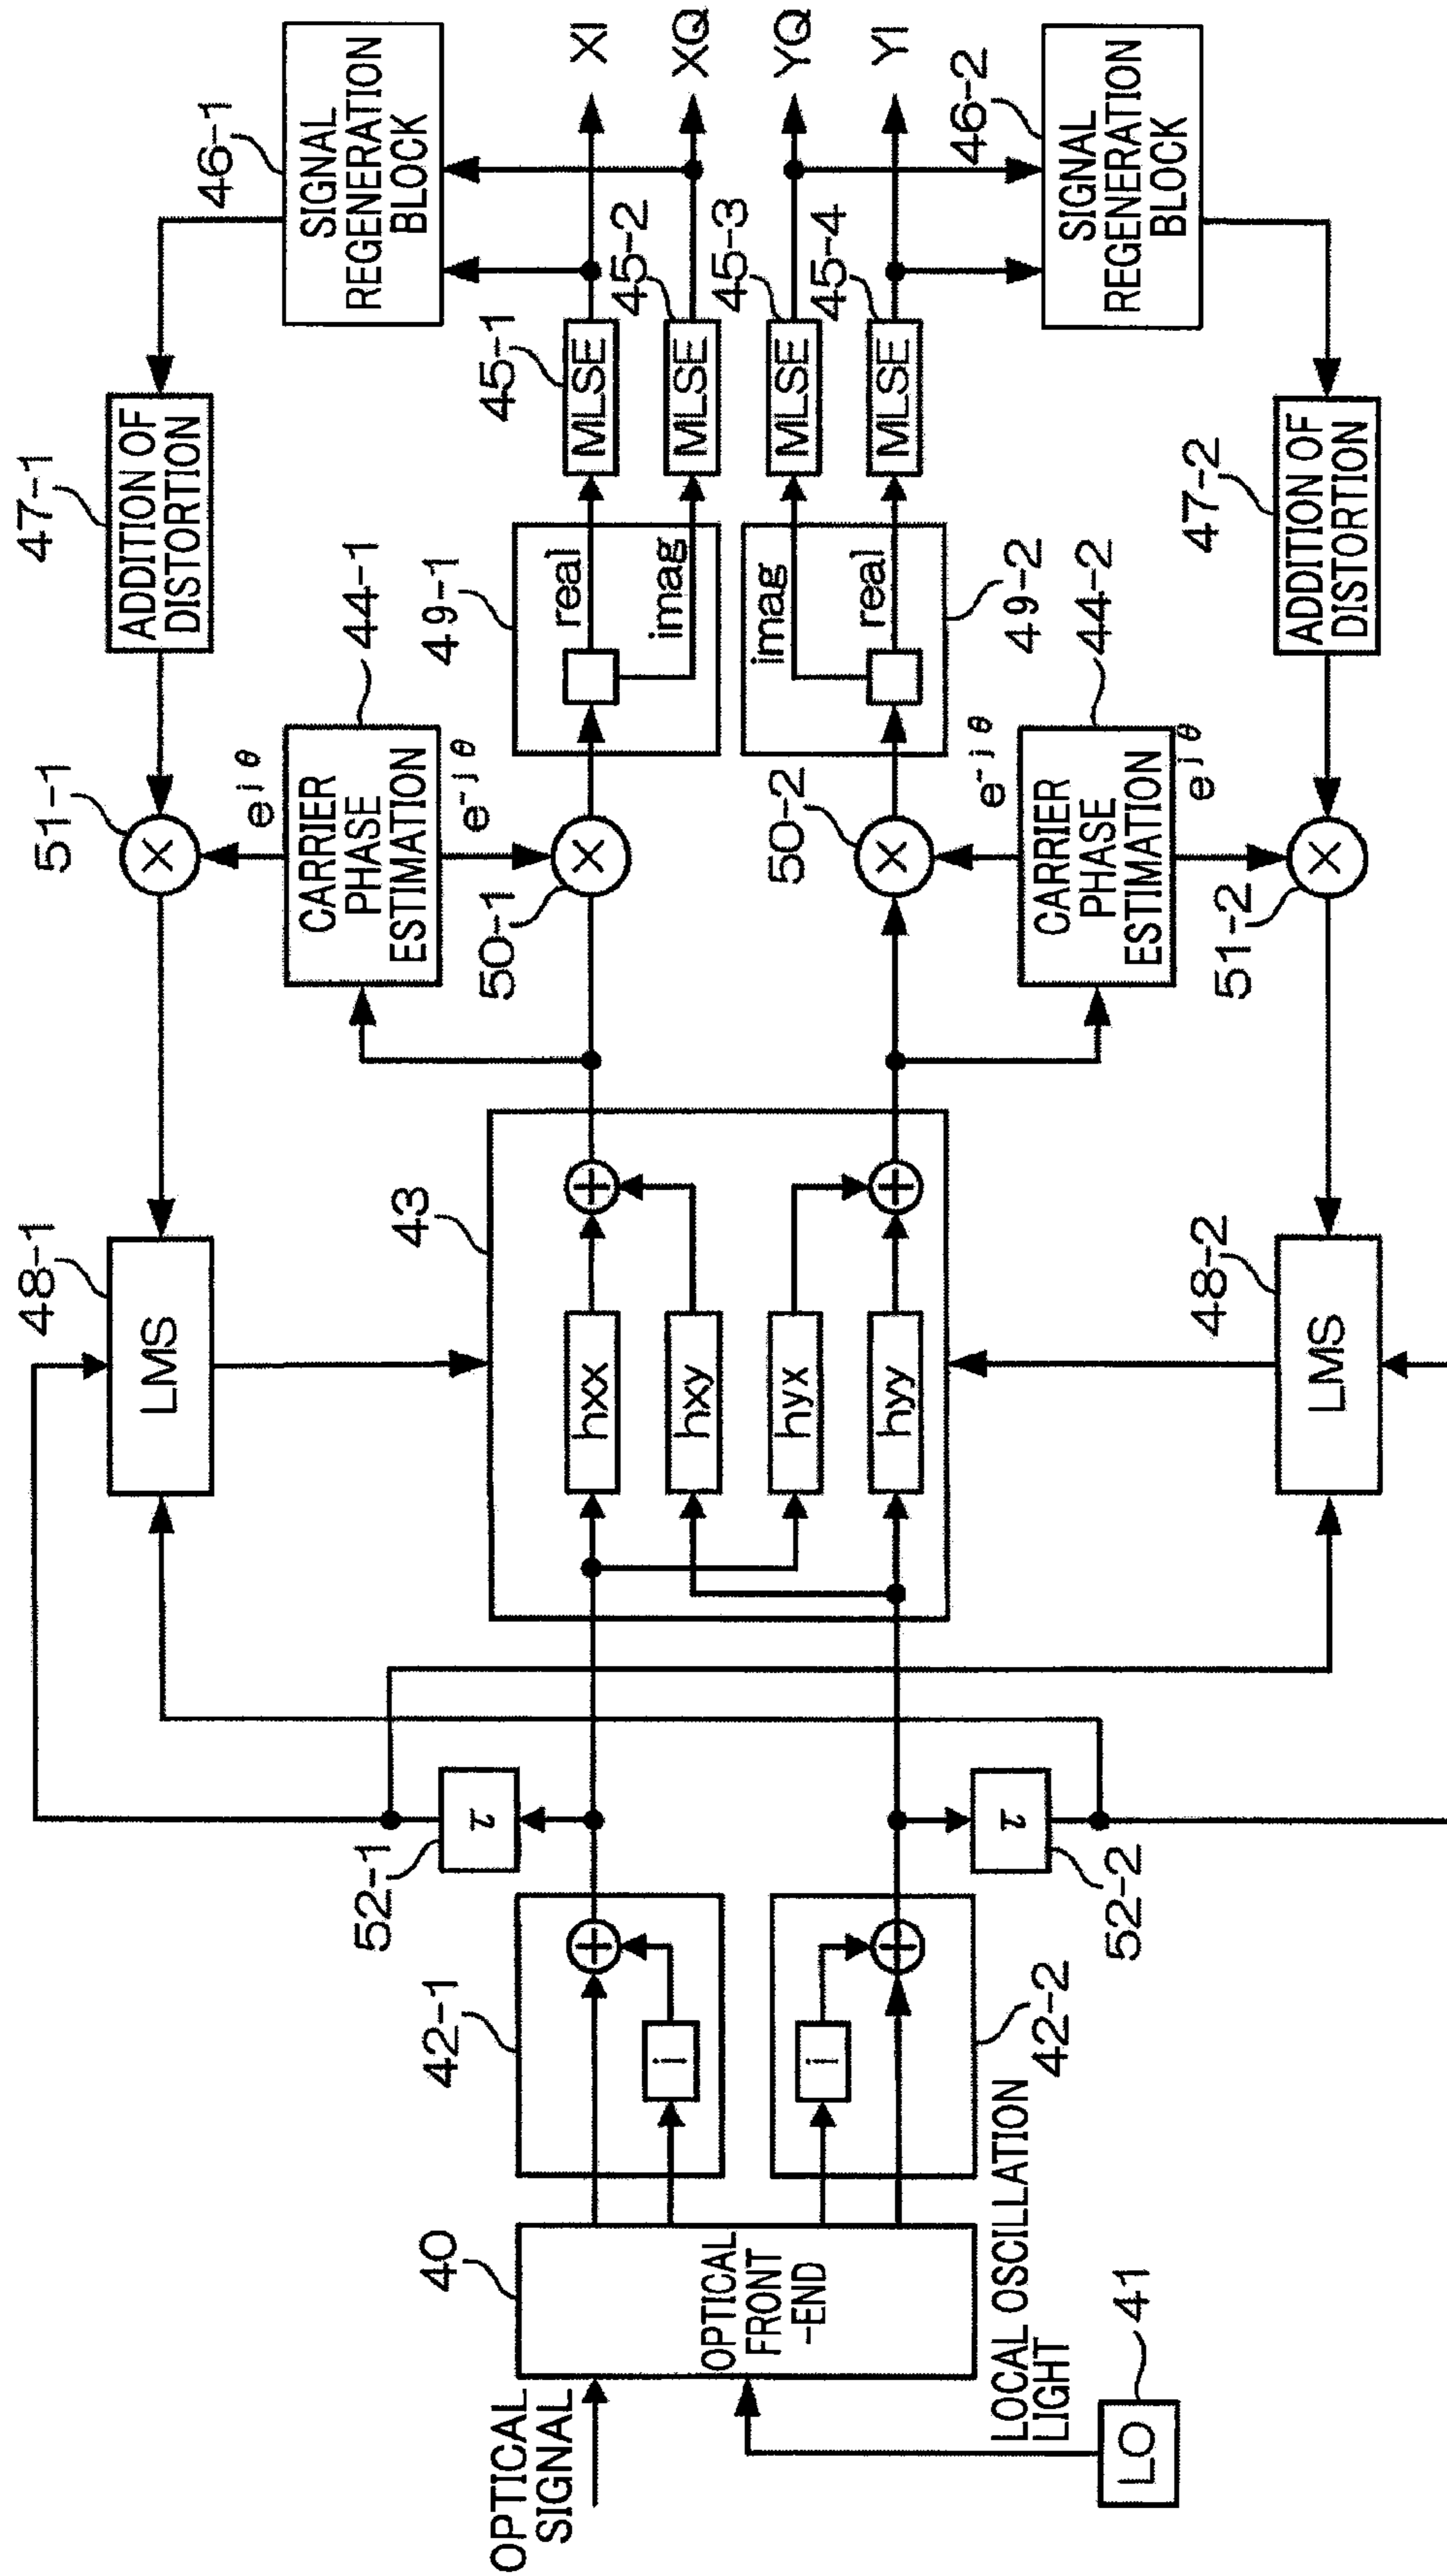 OPTICAL
SIGNAL
LO
41
LOCAL OSCILLATION
LIGHT
40
OPTICAL
FRONT
-END
42-1
i
i
42-2
52-1
τ
τ
52-2
48-1
LMS
43
hxx
hxy
hyx
hyy
48-2
LMS
51-1
e^jθ
44-1
CARRIER
PHASE
ESTIMATION
e^-jθ
50-1
50-2
e^-jθ
44-2
CARRIER
PHASE
ESTIMATION
e^jθ
51-2
47-1
ADDITION OF
DISTORTION
49-1
real
imag
imag
real
49-2
47-2
ADDITION OF
DISTORTION
45-1
MLSE
45-2
MLSE
45-3
MLSE
45-4
MLSE
46-1
SIGNAL
REGENERATION
BLOCK
46-2
SIGNAL
REGENERATION
BLOCK
XI
XQ
YQ
YI